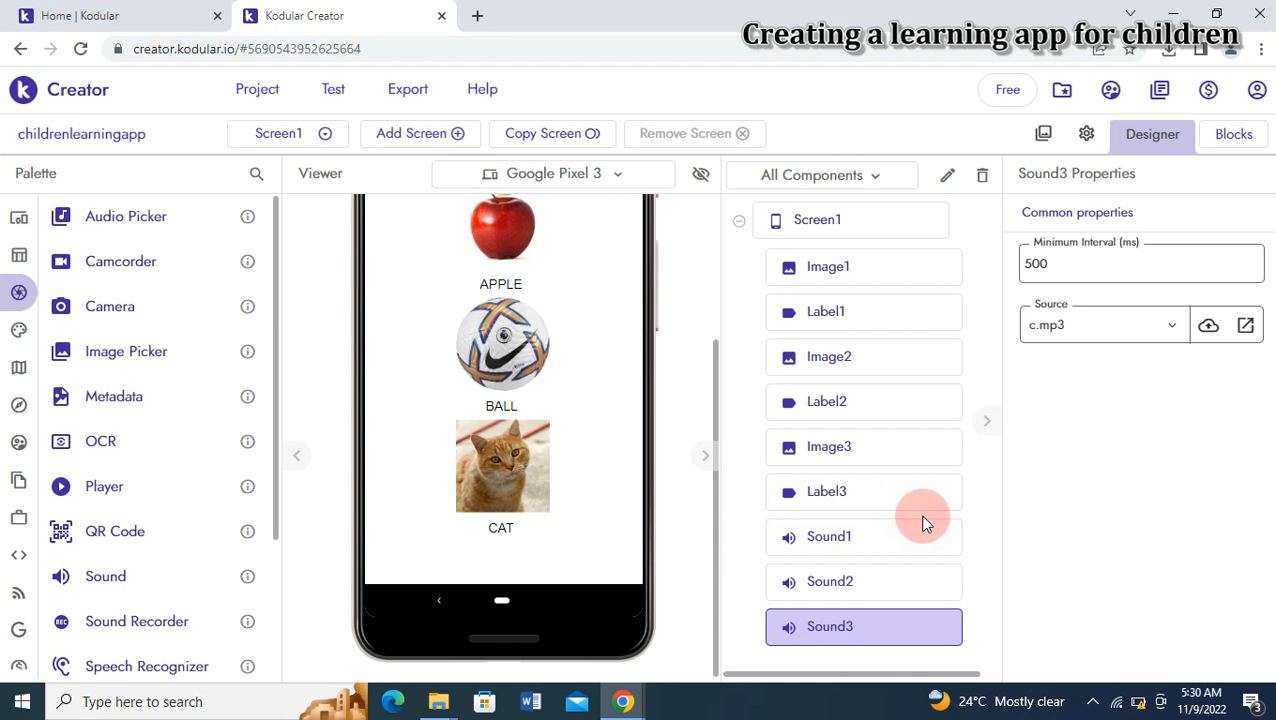 Home | Kodular
Kodular Creator
Creating a learning app for children
creator.kodular.io/#5690543952625664
Creator
Project
Test
Export
Help
Free
childrenlearningapp
Screen1
Add Screen
Copy Screen
Remove Screen
Designer
Blocks
Palette
Viewer
Google Pixel 3
All Components
Sound3 Properties
Audio Picker
Camcorder
Camera
Image Picker
Metadata
OCR
Player
QR Code
Sound
REC
Sound Recorder
Speech Recognizer
APPLE
BALL
CAT
Screen1
Image1
Label1
Image2
Label2
Image3
Label3
Sound1
Sound2
Sound3
Common properties
Minimum Interval (ms)
500
Source
c.mp3
Type here to search
24°C Mostly clear
5:30 AM
11/9/2022
3